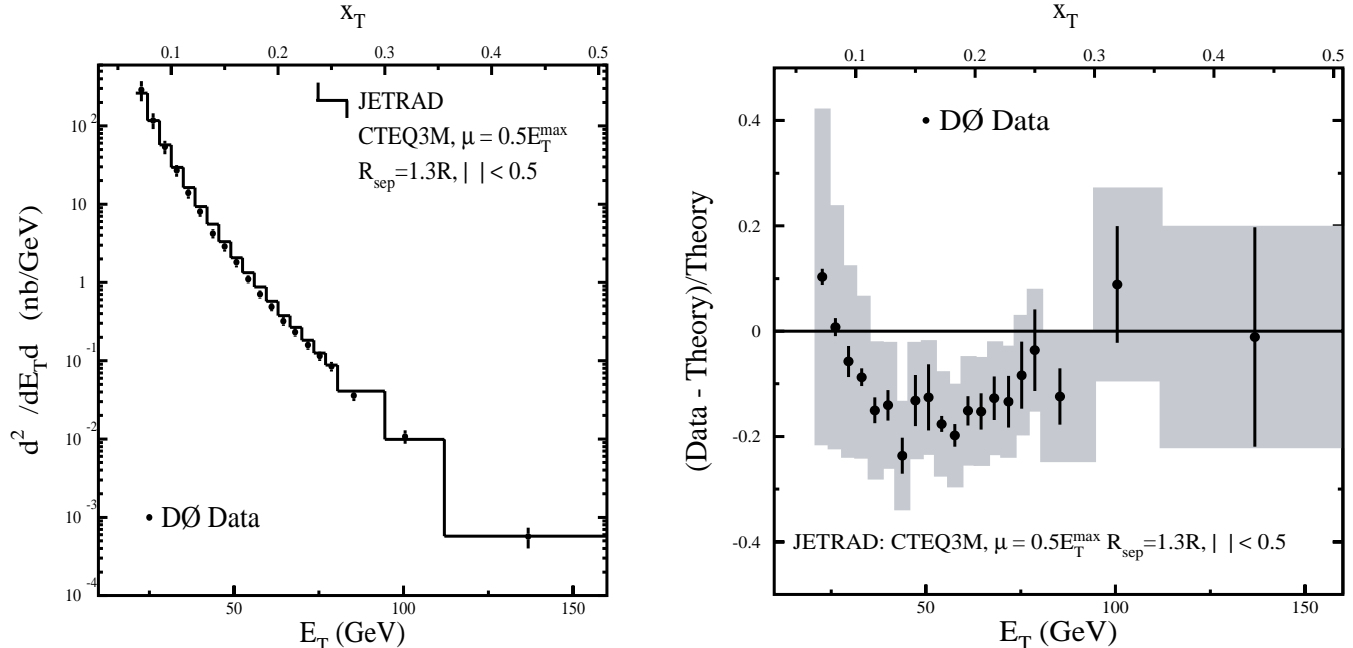 x_T
0.1 0.2 0.3 0.4 0.5
JETRAD
CTEQ3M, μ = 0.5E_T^max
R_sep=1.3R, | | < 0.5
10^2
10
1
10^-1
10^-2
10^-3
10^-4
d^2 /dE_T d (nb/GeV)
DØ Data
50 100 150
E_T (GeV)
x_T
0.1 0.2 0.3 0.4 0.5
DØ Data
0.4
0.2
0
-0.2
-0.4
(Data - Theory)/Theory
JETRAD: CTEQ3M, μ = 0.5E_T^max R_sep=1.3R, | | < 0.5
50 100 150
E_T (GeV)